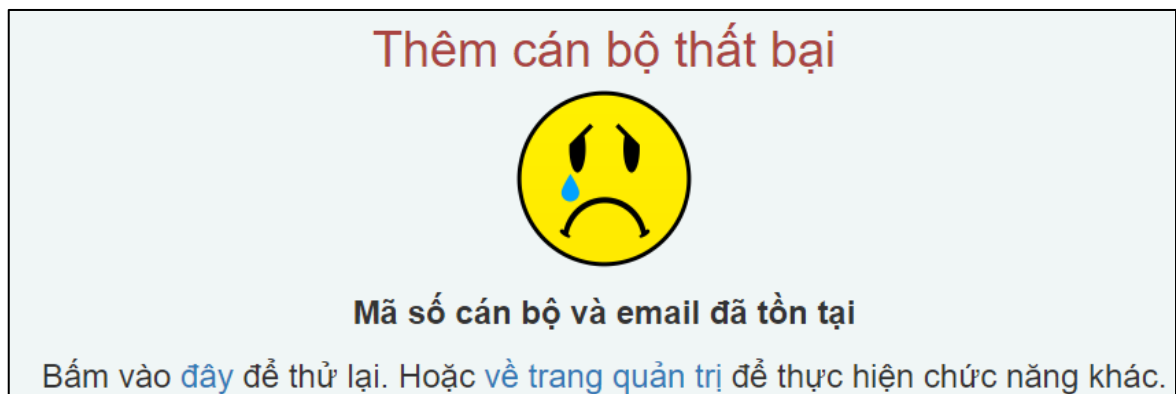 Thêm cán bộ thất bại
Mã số cán bộ và email đã tồn tại
Bấm vào đây để thử lại. Hoặc về trang quản trị để thực hiện chức năng khác.